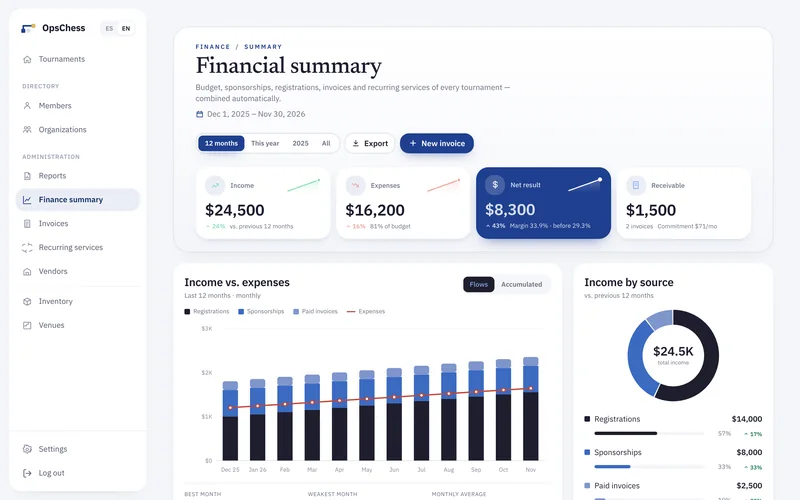 OpsChess
ES EN
Tournaments
DIRECTORY
Members
Organizations
ADMINISTRATION
Reports
Finance summary
Invoices
Recurring services
Vendors
Inventory
Venues
Settings
Log out
FINANCE / SUMMARY
Financial summary
Budget, sponsorships, registrations, invoices and recurring services of every tournament —
combined automatically.
Dec 1, 2025 – Nov 30, 2026
12 months This year 2025 All
Export
+ New invoice
Income
$24,500
24% vs. previous 12 months
Expenses
$16,200
16% 81% of budget
$ Net result
$8,300
43% Margin 33.9% · before 29.3%
Receivable
$1,500
2 invoices Commitment $71/mo
Income vs. expenses
Last 12 months · monthly
Flows Accumulated
Registrations Sponsorships Paid invoices Expenses
$3K
$2K
$1K
$0
Dec 25 Jan 26 Feb Mar Apr May Jun Jul Aug Sep Oct Nov
BEST MONTH WEAKEST MONTH MONTHLY AVERAGE
Income by source
vs. previous 12 months
$24.5K
total income
Registrations $14,000
57% 17%
Sponsorships $8,000
33% 33%
Paid invoices $2,500